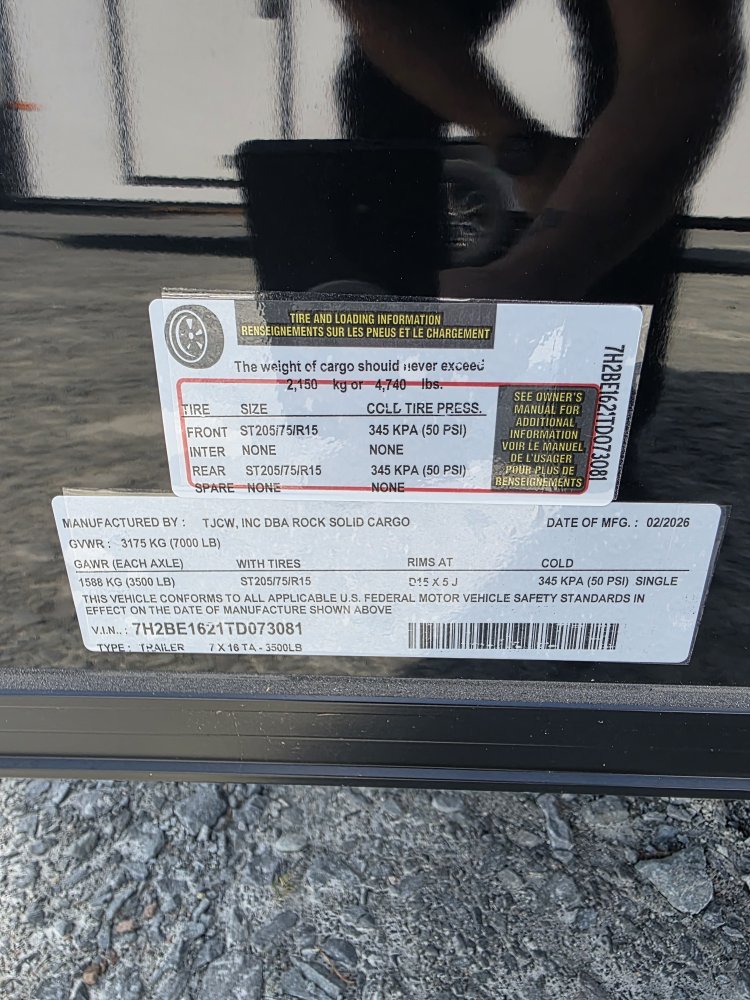 TIRE AND LOADING INFORMATION
RENSEIGNEMENTS SUR LES PNEUS ET LE CHARGEMENT
The weight of cargo should never exceed
2,150 kg or 4,740 lbs.
TIRE SIZE COLD TIRE PRESS.
FRONT ST205/75/R15 345 KPA (50 PSI)
INTER NONE NONE
REAR ST205/75/R15 345 KPA (50 PSI)
SPARE NONE NONE
SEE OWNER'S
MANUAL FOR
ADDITIONAL
INFORMATION
VOIR LE MANUEL
DE L'USAGER
POUR PLUS DE
RENSEIGNEMENTS
7H2BE1621TD073081
MANUFACTURED BY : TJCW, INC DBA ROCK SOLID CARGO DATE OF MFG. : 02/2026
GVWR : 3175 KG (7000 LB)
GAWR (EACH AXLE) WITH TIRES RIMS AT COLD
1588 KG (3500 LB) ST205/75/R15 D15 X 5 J 345 KPA (50 PSI) SINGLE
THIS VEHICLE CONFORMS TO ALL APPLICABLE U.S. FEDERAL MOTOR VEHICLE SAFETY STANDARDS IN
EFFECT ON THE DATE OF MANUFACTURE SHOWN ABOVE
V.I.N.. : 7H2BE1621TD073081
TYPE : TRAILER 7 X 16 TA - 3500LB